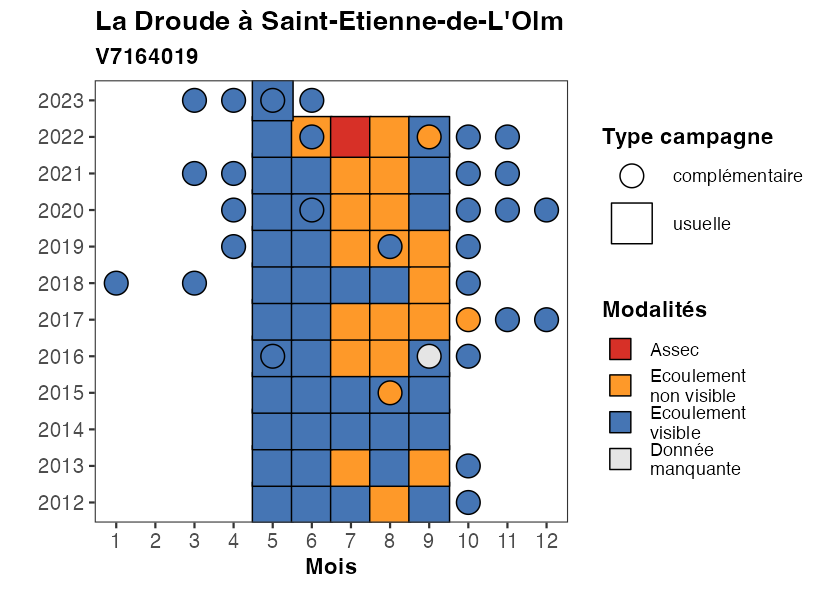 La Droude à Saint-Etienne-de-L'Olm
V7164019
2023
2022
2021
2020
2019
2018
2017
2016
2015
2014
2013
2012
1 2 3 4 5 6 7 8 9 10 11 12
Mois
Type campagne
complémentaire
usuelle
Modalités
Assec
Ecoulement
non visible
Ecoulement
visible
Donnée
manquante